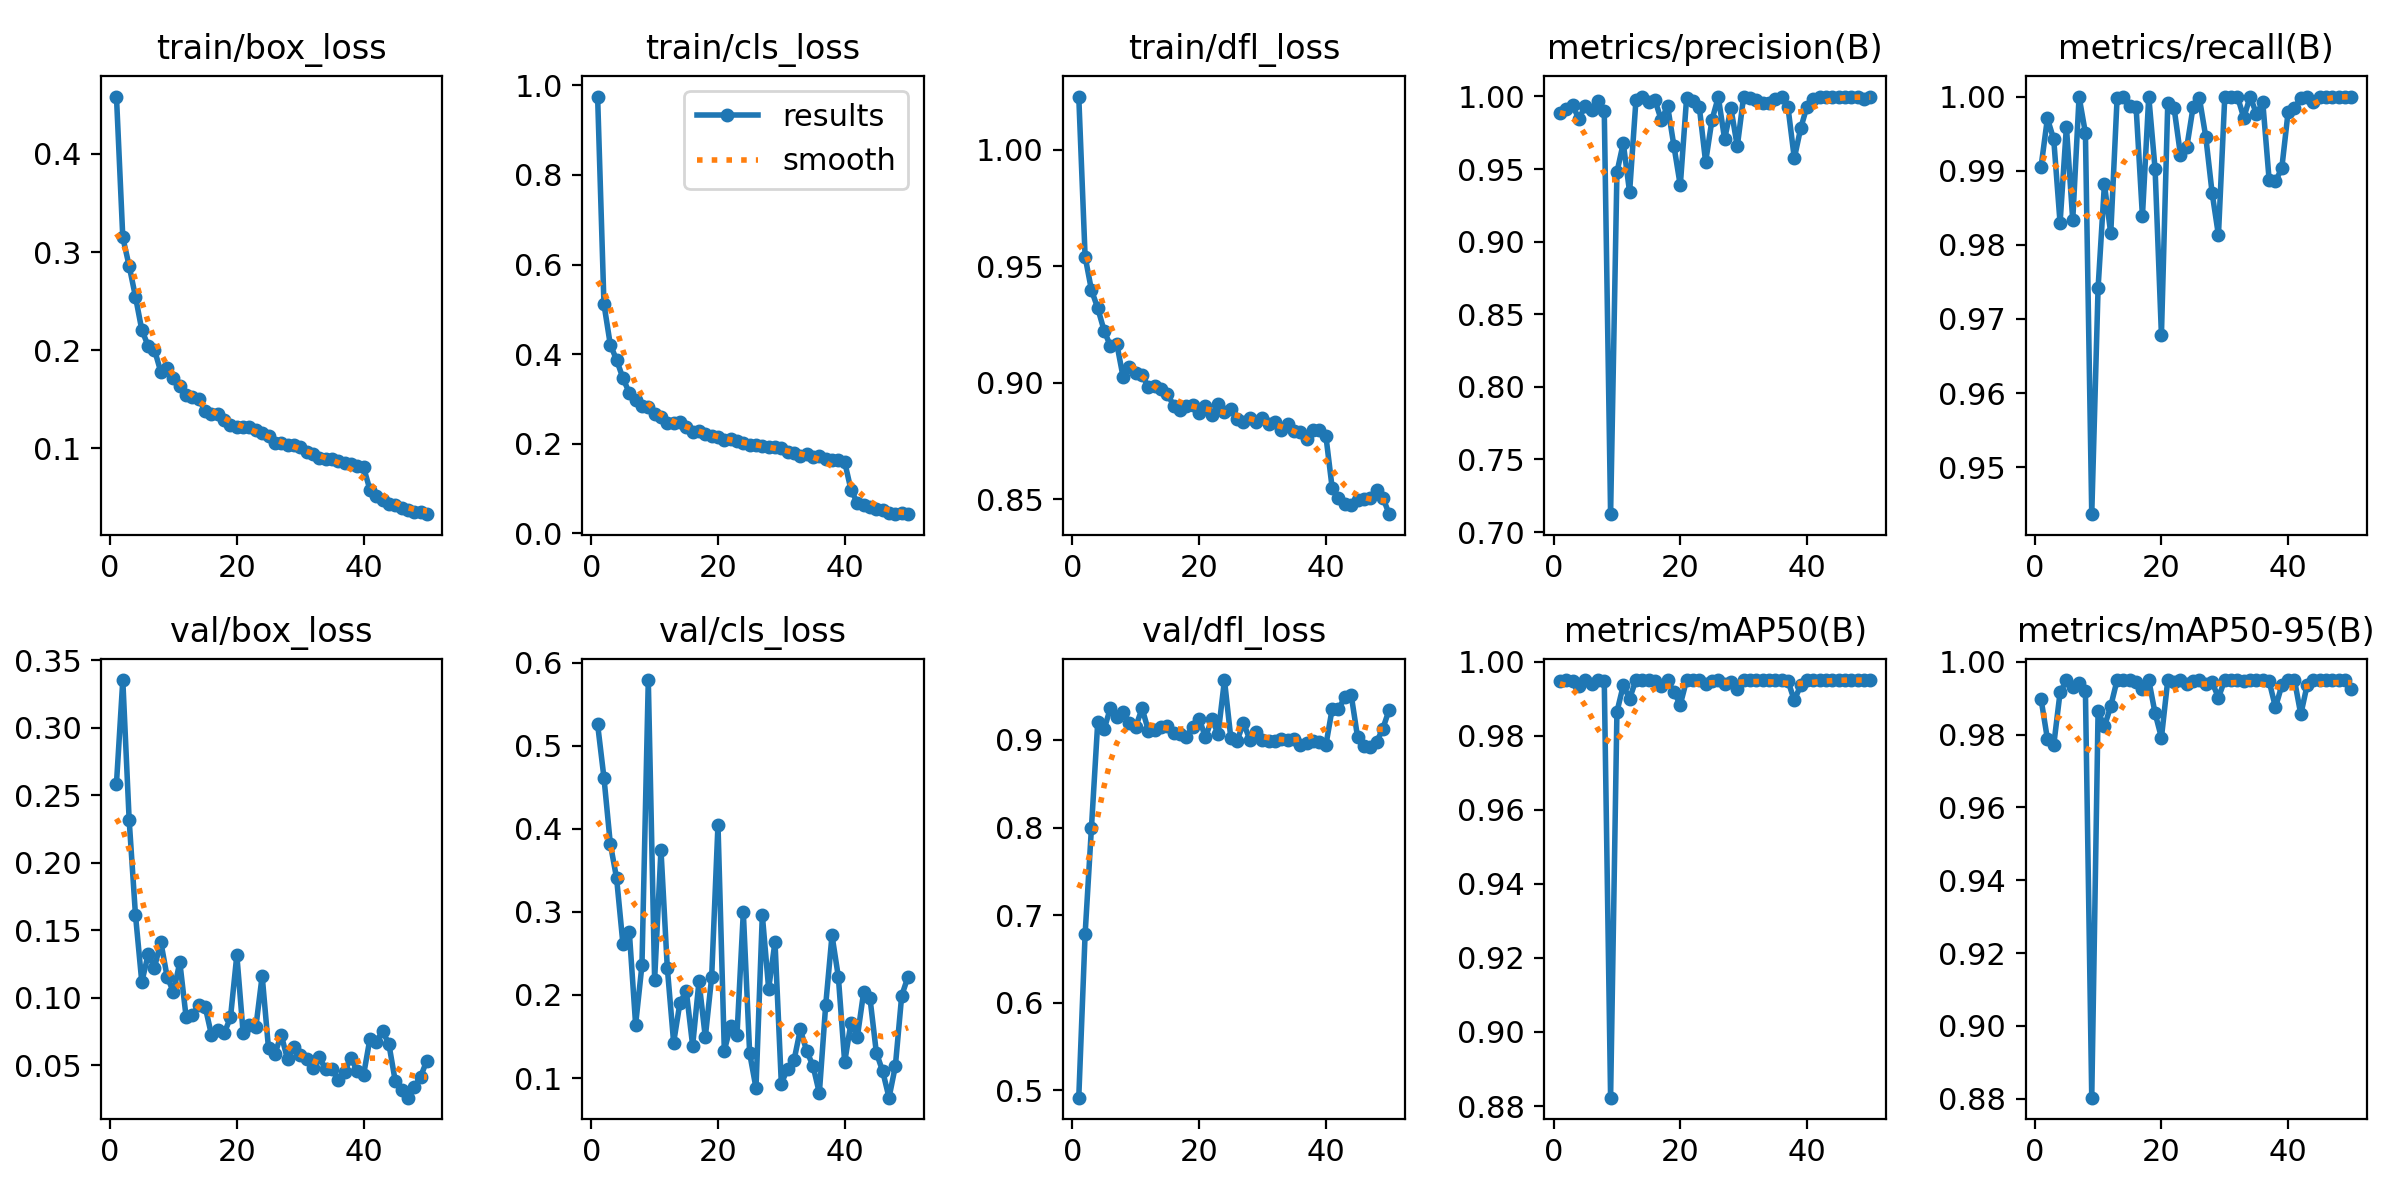 train/box_loss
train/cls_loss
train/dfl_loss
metrics/precision(B)
metrics/recall(B)
0.4
0.3
0.2
0.1
0 20 40
1.0
0.8
0.6
0.4
0.2
0.0
results
smooth
0 20 40
1.00
0.95
0.90
0.85
0 20 40
1.00
0.95
0.90
0.85
0.80
0.75
0.70
0 20 40
1.00
0.99
0.98
0.97
0.96
0.95
0 20 40
val/box_loss
val/cls_loss
val/dfl_loss
metrics/mAP50(B)
metrics/mAP50-95(B)
0.35
0.30
0.25
0.20
0.15
0.10
0.05
0 20 40
0.6
0.5
0.4
0.3
0.2
0.1
0 20 40
0.9
0.8
0.7
0.6
0.5
0 20 40
1.00
0.98
0.96
0.94
0.92
0.90
0.88
0 20 40
1.00
0.98
0.96
0.94
0.92
0.90
0.88
0 20 40